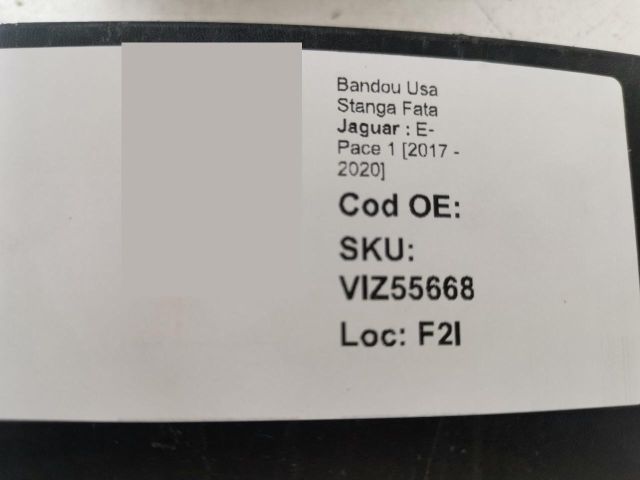 Bandou Usa
Stanga Fata
Jaguar : E-
Pace 1 [2017 -
2020]
Cod OE:
SKU:
VIZ55668
Loc: F2I